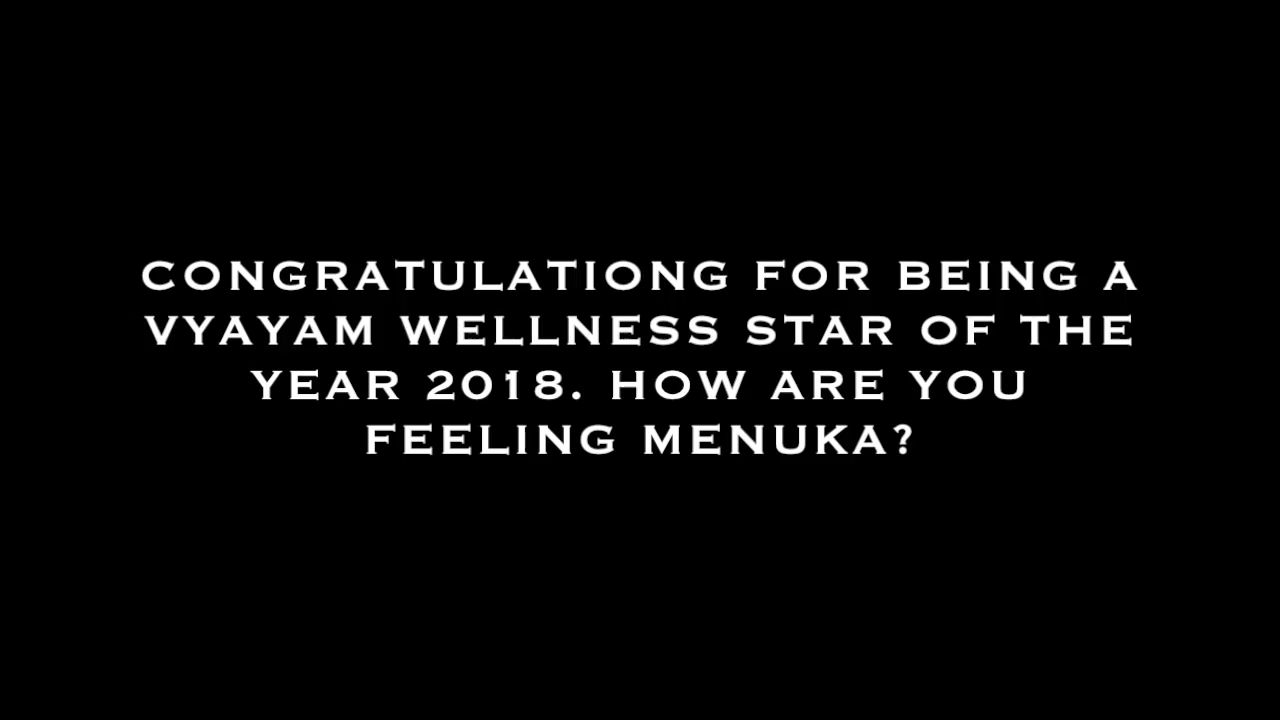 CONGRATULATIONG FOR BEING A
VYAYAM WELLNESS STAR OF THE
YEAR 2018. HOW ARE YOU
FEELING MENUKA?